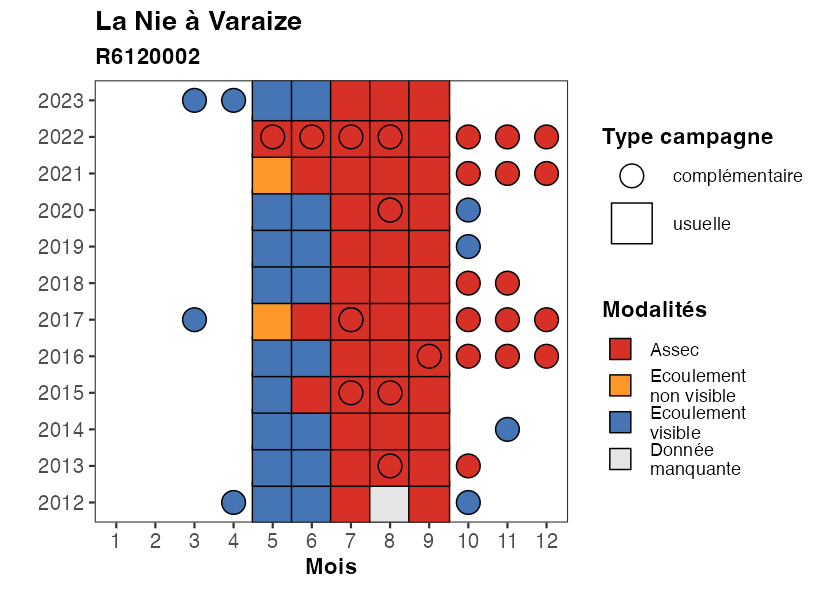 La Nie à Varaize
R6120002
2023
2022
2021
2020
2019
2018
2017
2016
2015
2014
2013
2012
1 2 3 4 5 6 7 8 9 10 11 12
Mois
Type campagne
complémentaire
usuelle
Modalités
Assec
Ecoulement
non visible
Ecoulement
visible
Donnée
manquante